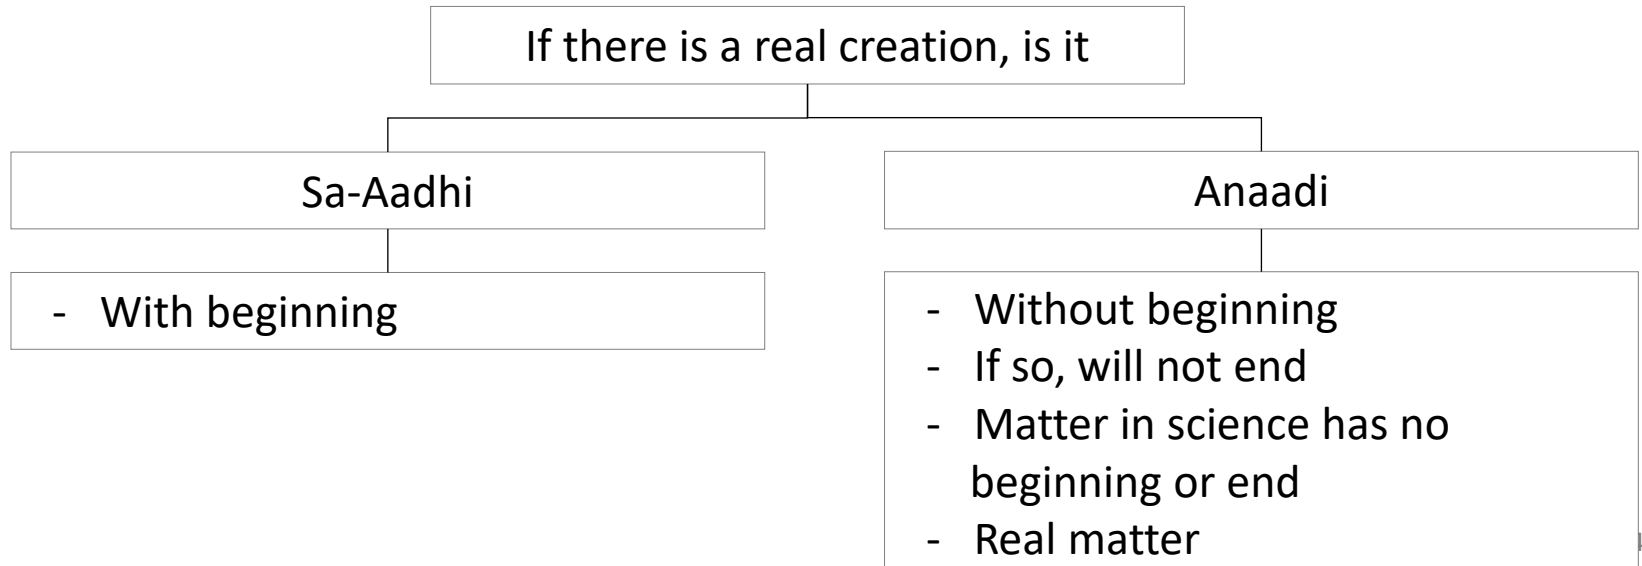 If there is a real creation, is it
Sa-Aadhi
Anaadi
- With beginning
- Without beginning
- If so, will not end
- Matter in science has no
beginning or end
- Real matter